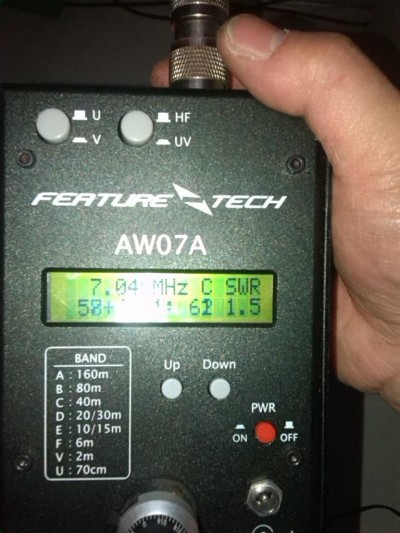 U
HF
V
UV
FEATURE TECH
AW07A
7.04 MHz C SWR
1.5
BAND
A : 160m
B : 80m
C : 40m
D : 20/30m
E : 10/15m
F : 6m
V : 2m
U : 70cm
Up Down
PWR
ON OFF